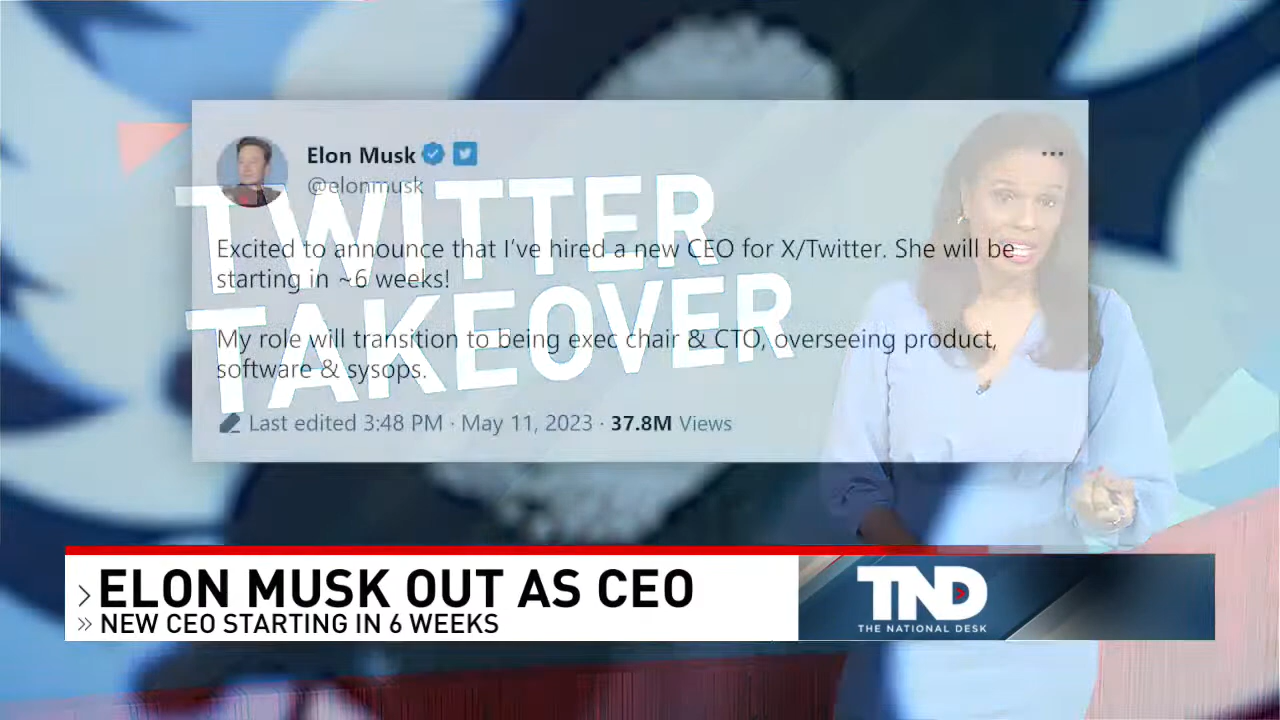 Elon Musk
@elonmusk
TWITTER
TAKEOVER
Excited to announce that I've hired a new CEO for X/Twitter. She will be
starting in ~6 weeks!
My role will transition to being exec chair & CTO, overseeing product,
software & sysops.
Last edited 3:48 PM · May 11, 2023 · 37.8M Views
ELON MUSK OUT AS CEO
NEW CEO STARTING IN 6 WEEKS
TND
THE NATIONAL DESK